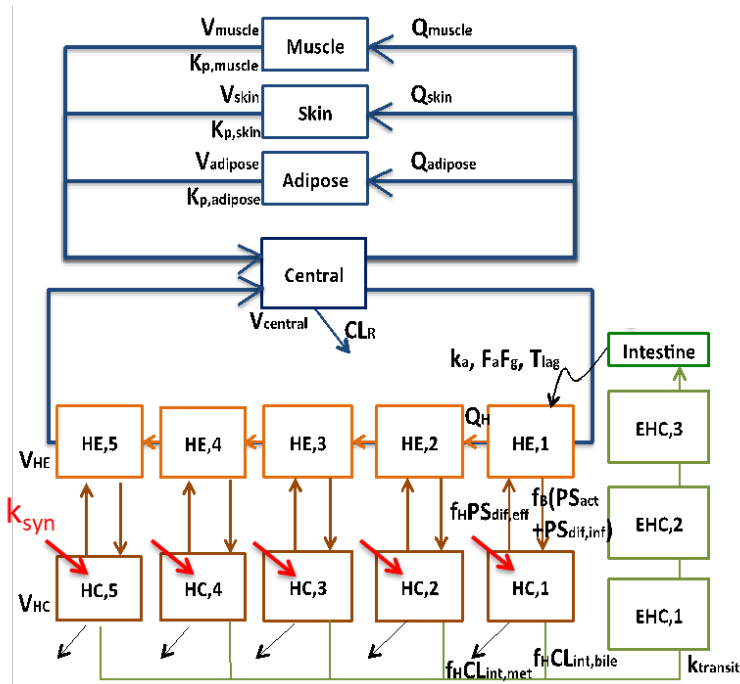 Vmuscle
Muscle
Qmuscle
Kp,muscle
Vskin
Skin
Qskin
Kp,skin
Vadipose
Adipose
Qadipose
Kp,adipose
Central
Vcentral
CLR
ka, FaFg, Tlag
Intestine
HE,5
HE,4
HE,3
HE,2
QH
HE,1
EHC,3
VHE
ksyn
fHPSdif,eff
fB(PSact
+PSdif,inf)
EHC,2
VHC
HC,5
HC,4
HC,3
HC,2
HC,1
EHC,1
fHCLint,met
fHCLint,bile
ktransit